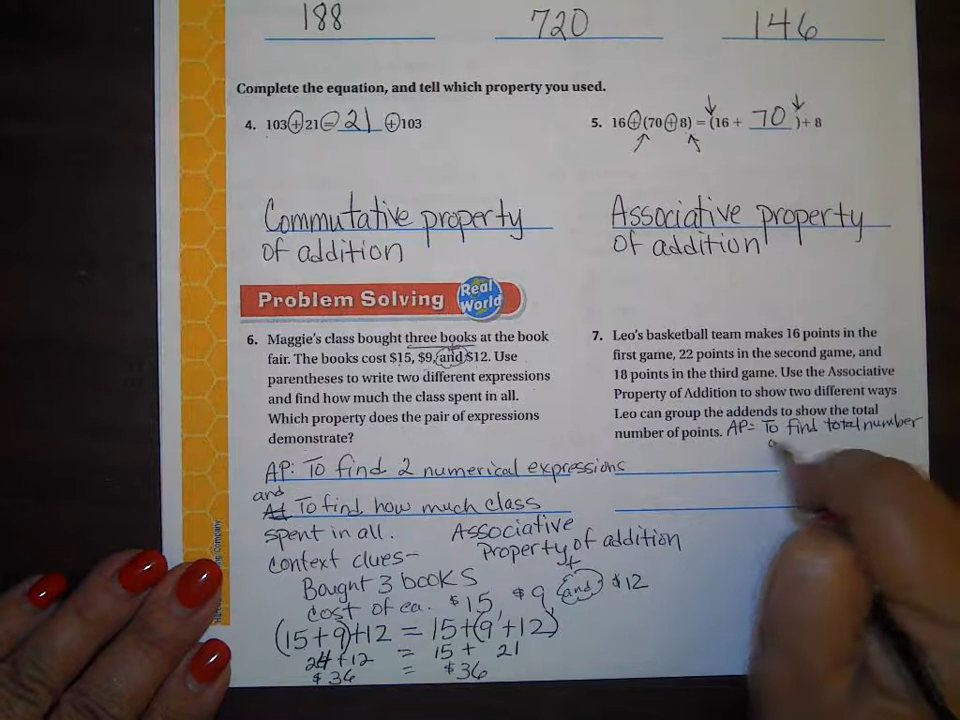 188 720 146
Complete the equation, and tell which property you used.
4. 103 + 21 = 21 + 103
5. 16 + (70 + 8) = (16 + 70 ) + 8
Commutative property
of addition
Associative property
of addition
Problem Solving Real World
6. Maggie's class bought three books at the book
fair. The books cost $15, $9, and $12. Use
parentheses to write two different expressions
and find how much the class spent in all.
Which property does the pair of expressions
demonstrate?
AP: To find 2 numerical expressions
and
To find how much class
spent in all.
Associative
Property of addition
context clues-
Bought 3 books
cost of ea. $15, $9 and $12
+
(15+9)+12 = 15+(9+12)
24+12 = 15 + 21
$36 = $36
7. Leo's basketball team makes 16 points in the
first game, 22 points in the second game, and
18 points in the third game. Use the Associative
Property of Addition to show two different ways
Leo can group the addends to show the total
number of points. AP= To find total number